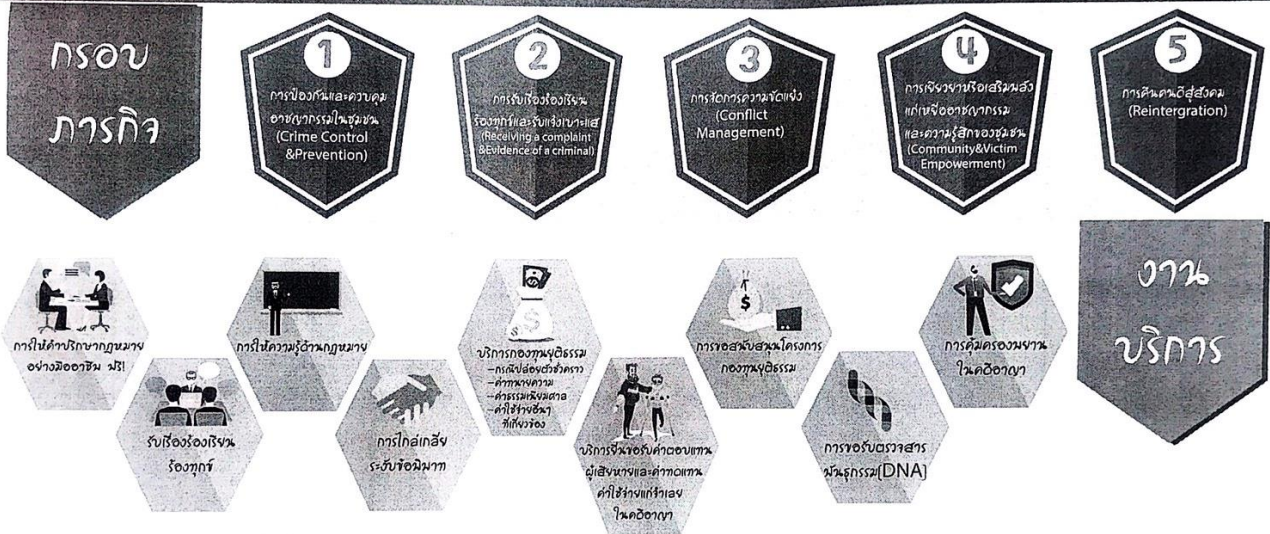 กรอบ
ภารกิจ
1
การป้องกันและควบคุม
อาชญากรรมในชุมชน
(Crime Control
&Prevention)
2
การรับเรื่องร้องเรียน
ร้องทุกข์และรับแจ้งเบาะแส
(Receiving a complaint
&Evidence of a criminal)
3
การจัดการความขัดแย้ง
(Conflict
Management)
4
การเยียวยาหรือเสริมพลัง
แก่เหยื่ออาชญากรรม
และความรู้สึกของชุมชน
(Community&Victim
Empowerment)
5
การคืนคนดีสู่สังคม
(Reintergration)
งาน
บริการ
การให้คำปรึกษากฎหมาย
อย่างมืออาชีพ ฟรี!
รับเรื่องร้องเรียน
ร้องทุกข์
การให้ความรู้ด้านกฎหมาย
การไกล่เกลี่ย
ระงับข้อพิพาท
$
$
บริการกองทุนยุติธรรม
-กรณีปล่อยตัวชั่วคราว
-ค่าทนายความ
-ค่าธรรมเนียมศาล
-ค่าใช้จ่ายอื่นๆ
ที่เกี่ยวข้อง
บริการยื่นขอรับค่าตอบแทน
ผู้เสียหายและค่าทดแทน
ค่าใช้จ่ายแก่จำเลย
ในคดีอาญา
$
การขอสนับสนุนโครงการ
กองทุนยุติธรรม
การขอรับตรวจสาร
พันธุกรรม(DNA)
การคุ้มครองพยาน
ในคดีอาญา